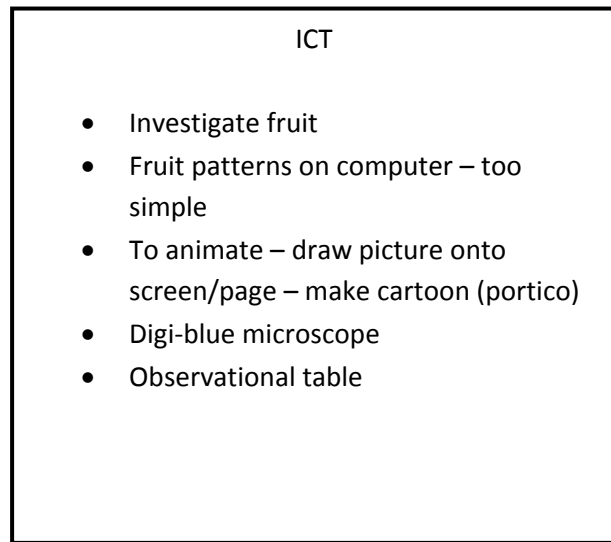 ICT
• Investigate fruit
• Fruit patterns on computer – too
simple
• To animate – draw picture onto
screen/page – make cartoon (portico)
• Digi-blue microscope
• Observational table